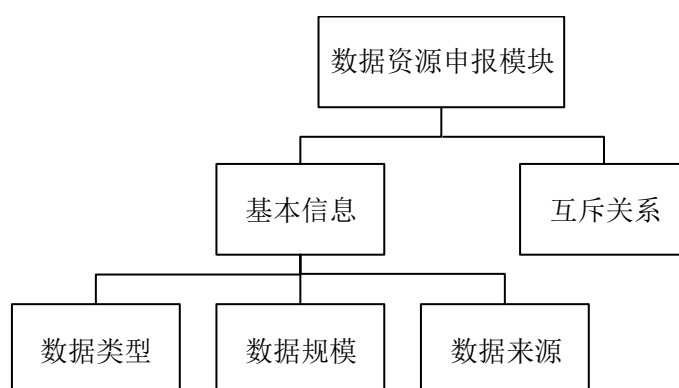 数据资源申报模块
基本信息
互斥关系
数据类型
数据规模
数据来源